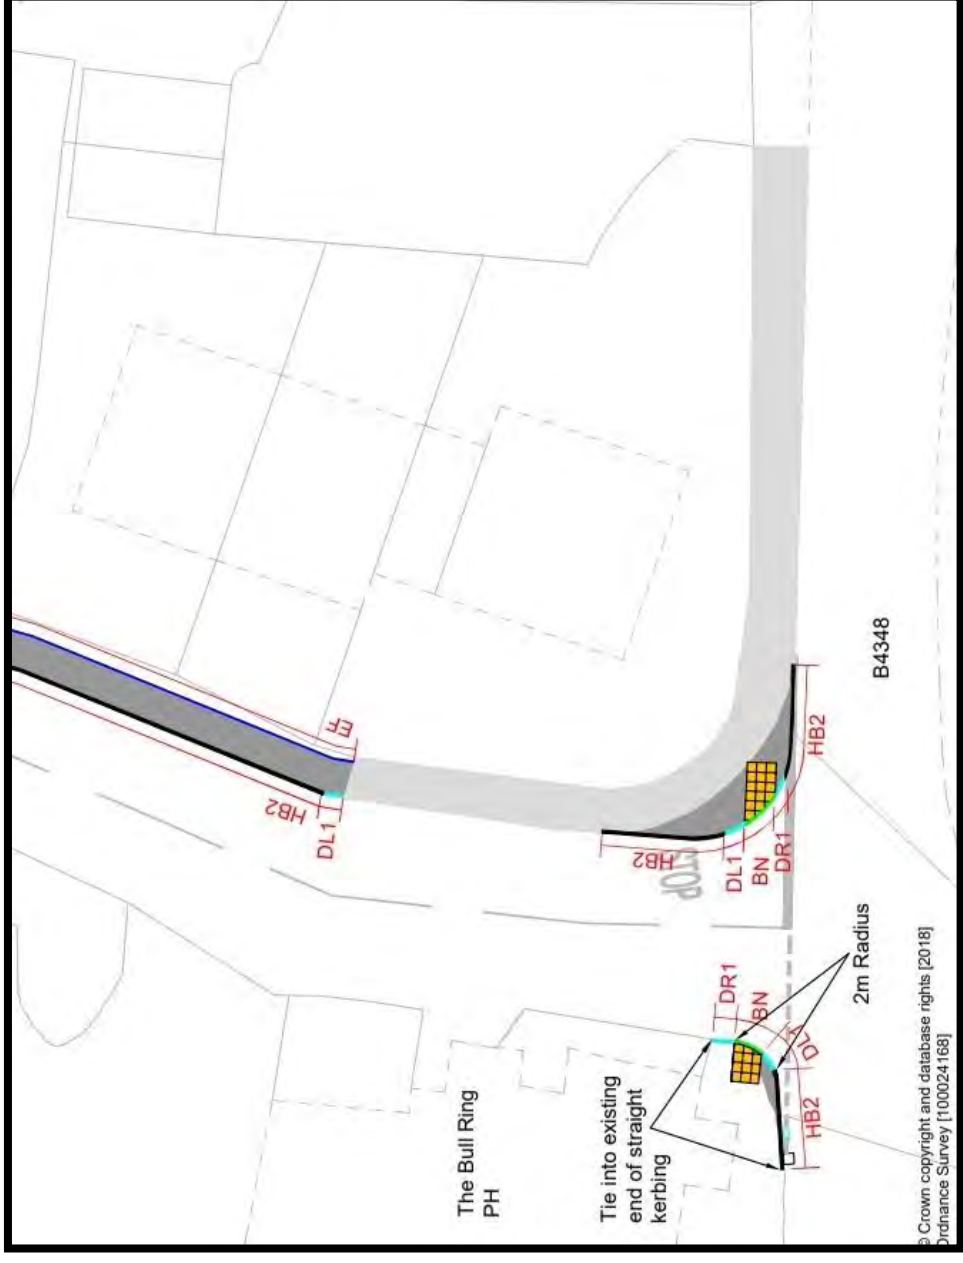 EF
HB2
DL1
HB2
STOP
DL1
BN
DR1
HB2
B4348
DR1
BN
DL1
HB2
2m Radius
The Bull Ring
PH
Tie into existing
end of straight
kerbing
© Crown copyright and database rights [2018]
Ordnance Survey [100024168]